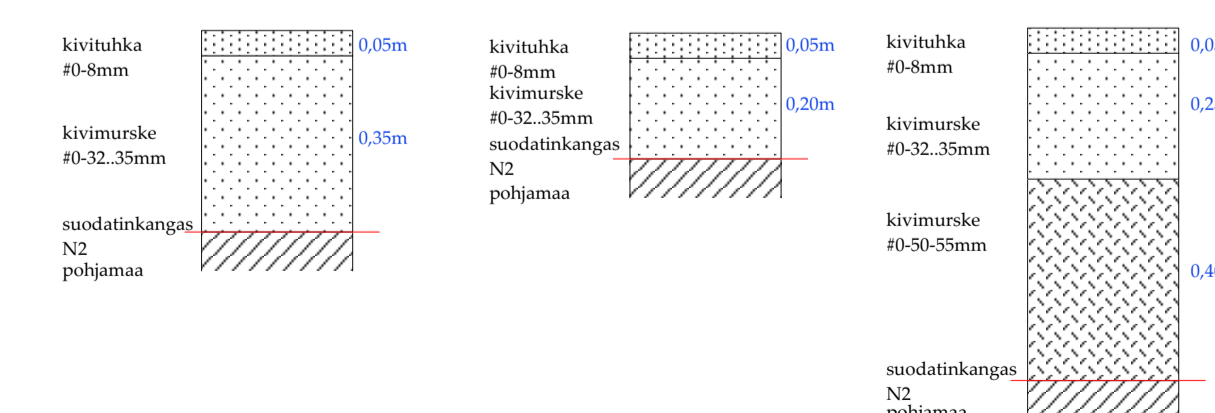 kivituhka
#0-8mm
0,05m
kivimurske
#0-32..35mm
0,35m
suodatinkangas
N2
pohjamaa
kivituhka
#0-8mm
0,05m
kivimurske
#0-32..35mm
0,20m
suodatinkangas
N2
pohjamaa
kivituhka
#0-8mm
kivimurske
#0-32..35mm
kivimurske
#0-50-55mm
suodatinkangas
N2
pohjamaa